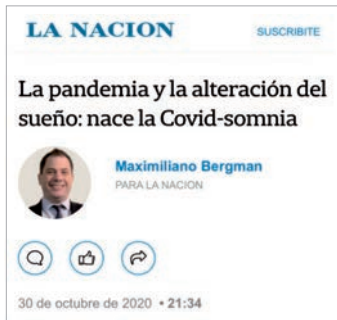 LA NACION
SUSCRIBITE
La pandemia y la alteración del
sueño: nace la Covid-somnia
Maximiliano Bergman
PARA LA NACION
30 de octubre de 2020 • 21:34